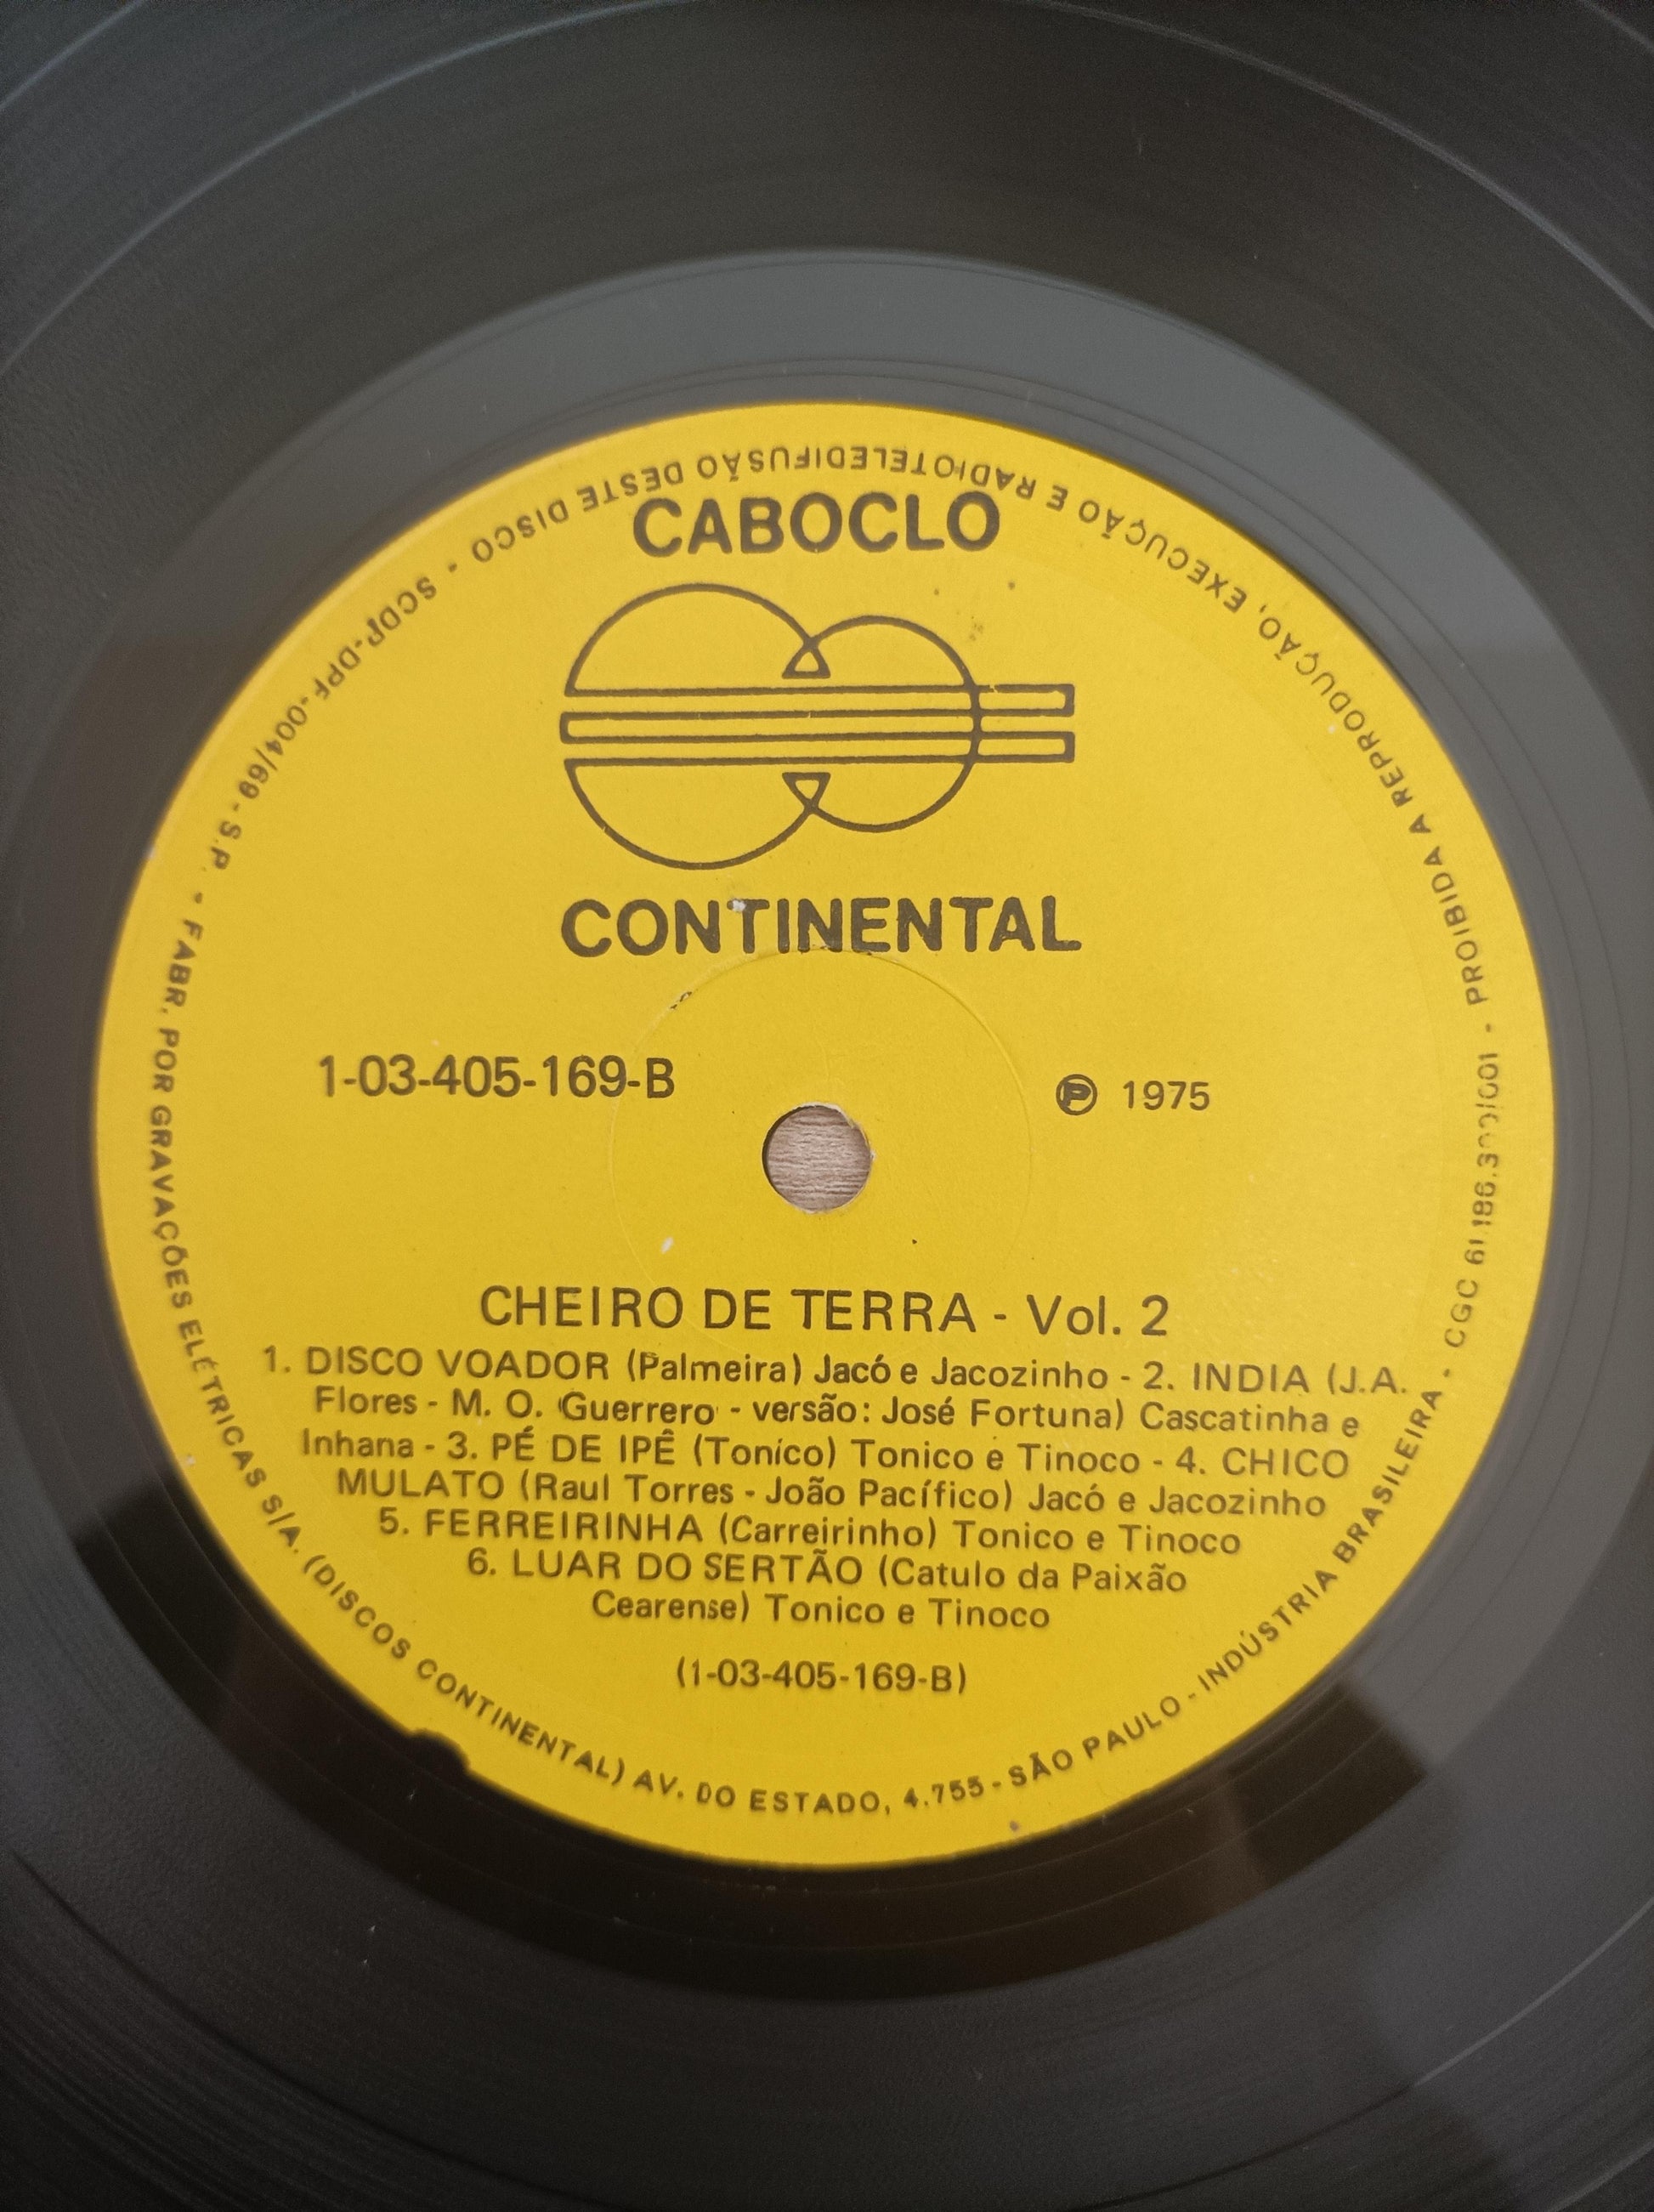 CABOCLO
CONTINENTAL
1-03-405-169-B
Ⓟ 1975
CHEIRO DE TERRA - Vol. 2
1. DISCO VOADOR (Palmeira) Jacó e Jacozinho - 2. INDIA (J.A.
Flores - M. O. Guerrero - versão: José Fortuna) Cascatinha e
Inhana - 3. PÉ DE IPÊ (Tonico) Tonico e Tinoco - 4. CHICO
MULATO (Raul Torres - João Pacífico) Jacó e Jacozinho
5. FERREIRINHA (Carreirinho) Tonico e Tinoco
6. LUAR DO SERTÃO (Catulo da Paixão
Cearense) Tonico e Tinoco
(1-03-405-169-B)
FABR. POR GRAVAÇÕES ELÉTRICAS S/A. (DISCOS CONTINENTAL) AV. DO ESTADO, 4.755 - SÃO PAULO - INDÚSTRIA BRASILEIRA - CGC - PROIBIDA A REPRODUÇÃO, EXECUÇÃO E RADIOTELEDIFUSÃO DESTE DISCO - SCDP-DPF-004/69 - S.P. -